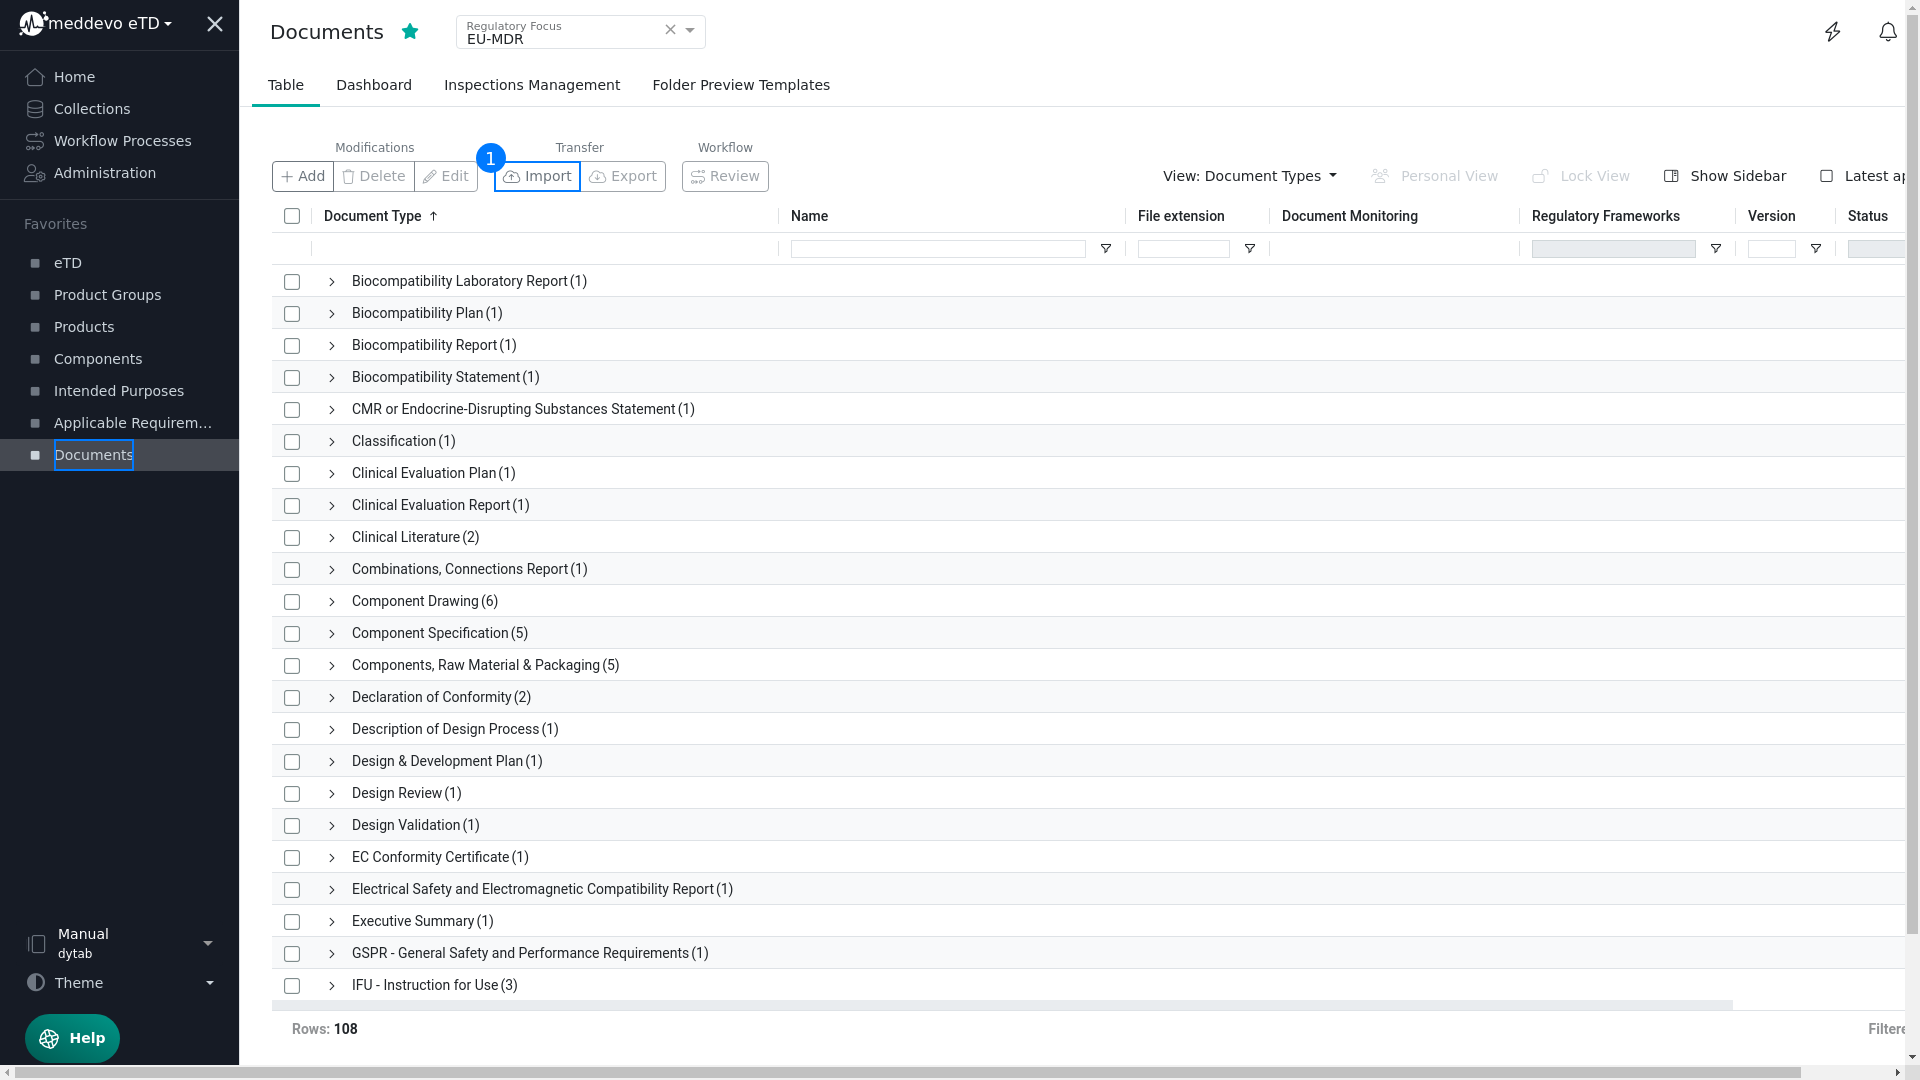 meddevo eTD
Home
Collections
Workflow Processes
Administration
Favorites
eTD
Product Groups
Products
Components
Intended Purposes
Applicable Requirem...
Documents
Manual
dytab
Theme
Help
Documents
Regulatory Focus
EU-MDR
Table Dashboard Inspections Management Folder Preview Templates
Modifications Transfer Workflow
1
Add Delete Edit Import Export Review View: Document Types Personal View Lock View Show Sidebar Latest ap
Document Type Name File extension Document Monitoring Regulatory Frameworks Version Status
Biocompatibility Laboratory Report (1)
Biocompatibility Plan (1)
Biocompatibility Report (1)
Biocompatibility Statement (1)
CMR or Endocrine-Disrupting Substances Statement (1)
Classification (1)
Clinical Evaluation Plan (1)
Clinical Evaluation Report (1)
Clinical Literature (2)
Combinations, Connections Report (1)
Component Drawing (6)
Component Specification (5)
Components, Raw Material & Packaging (5)
Declaration of Conformity (2)
Description of Design Process (1)
Design & Development Plan (1)
Design Review (1)
Design Validation (1)
EC Conformity Certificate (1)
Electrical Safety and Electromagnetic Compatibility Report (1)
Executive Summary (1)
GSPR - General Safety and Performance Requirements (1)
IFU - Instruction for Use (3)
Rows: 108 Filtere